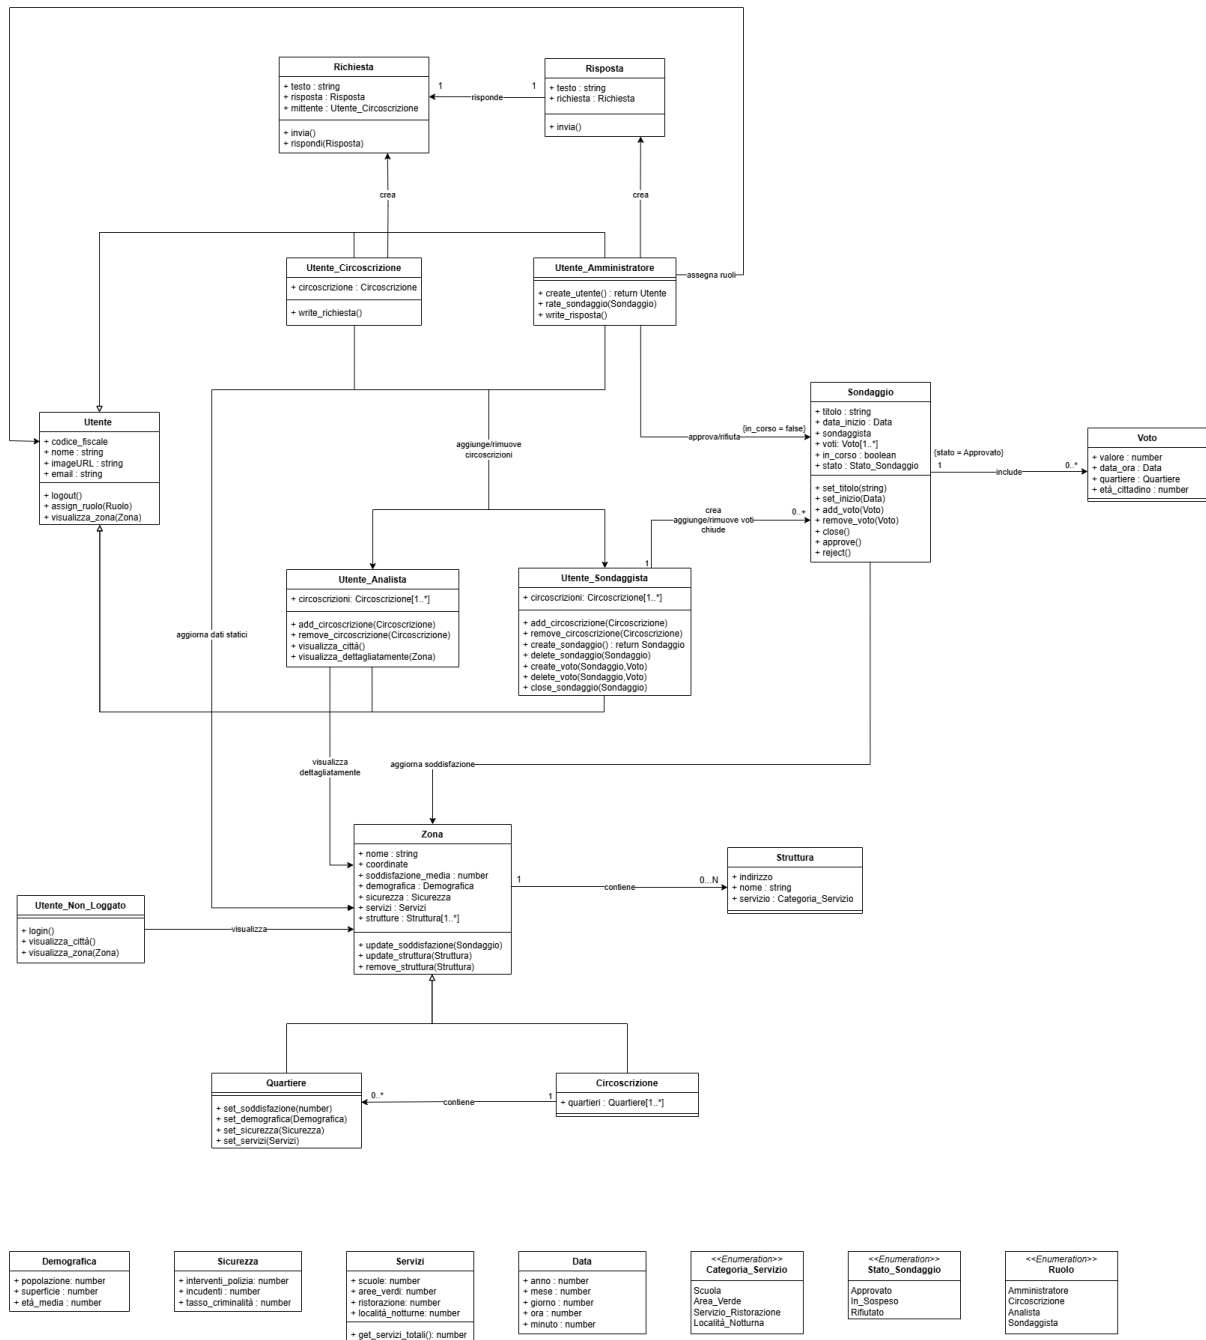 Richiesta
+ testo : string
+ risposta : Risposta
+ mittente : Utente_Circoscrizione
+ invia()
+ rispondi(Risposta)
1
risponde
1
Risposta
+ testo : string
+ richiesta : Richiesta
+ invia()
crea
crea
Utente_Circoscrizione
+ circoscrizione : Circoscrizione
+ write_richiesta()
Utente_Amministratore
+ create_utente() : return Utente
+ rate_sondaggio(Sondaggio)
+ write_risposta()
assegna ruoli
Utente
+ codice_fiscale
+ nome : string
+ imageURL : string
+ email : string
+ logout()
+ assign_ruolo(Ruolo)
+ visualizza_zona(Zona)
aggiunge/rimuove
circoscrizioni
approva/rifiuta
{in_corso = false}
Sondaggio
+ titolo : string
+ data_inizio : Data
+ sondaggista
+ voti: Voto[1..*]
+ in_corso : boolean
+ stato : Stato_Sondaggio
+ set_titolo(string)
+ set_inizio(Data)
+ add_voto(Voto)
+ remove_voto(Voto)
+ close()
+ approve()
+ reject()
{stato = Approvato}
1
include
0..*
Voto
+ valore : number
+ data_ora : Data
+ quartiere : Quartiere
+ età_cittadino : number
crea
aggiunge/rimuove voti
chiude
0..+
1
Utente_Analista
+ circoscrizioni: Circoscrizione[1..*]
+ add_circoscrizione(Circoscrizione)
+ remove_circoscrizione(Circoscrizione)
+ visualizza_città()
+ visualizza_dettagliatamente(Zona)
Utente_Sondaggista
+ circoscrizioni: Circoscrizione[1..*]
+ add_circoscrizione(Circoscrizione)
+ remove_circoscrizione(Circoscrizione)
+ create_sondaggio() : return Sondaggio
+ delete_sondaggio(Sondaggio)
+ create_voto(Sondaggio,Voto)
+ delete_voto(Sondaggio,Voto)
+ close_sondaggio(Sondaggio)
aggiorna dati statici
visualizza
dettagliatamente
aggiorna soddisfazione
Zona
+ nome : string
+ coordinate
+ soddisfazione_media : number
+ demografica : Demografica
+ sicurezza : Sicurezza
+ servizi : Servizi
+ strutture : Struttura[1..*]
+ update_soddisfazione(Sondaggio)
+ update_struttura(Struttura)
+ remove_struttura(Struttura)
1
contiene
0...N
Struttura
+ indirizzo
+ nome : string
+ servizio : Categoria_Servizio
Utente_Non_Loggato
+ login()
+ visualizza_città()
+ visualizza_zona(Zona)
visualizza
Quartiere
+ set_soddisfazione(number)
+ set_demografica(Demografica)
+ set_sicurezza(Sicurezza)
+ set_servizi(Servizi)
0..*
contiene
1
Circoscrizione
+ quartieri : Quartiere[1..*]
Demografica
+ popolazione: number
+ superficie : number
+ età_media : number
Sicurezza
+ interventi_polizia: number
+ incudenti : number
+ tasso_criminalità : number
Servizi
+ scuole: number
+ aree_verdi: number
+ ristorazione: number
+ località_notturne: number
+ get_servizi_totali(): number
Data
+ anno : number
+ mese : number
+ giorno : number
+ ora : number
+ minuto : number
<<Enumeration>>
Categoria_Servizio
Scuola
Area_Verde
Servizio_Ristorazione
Località_Notturna
<<Enumeration>>
Stato_Sondaggio
Approvato
In_Sospeso
Rifiutato
<<Enumeration>>
Ruolo
Amministratore
Circoscrizione
Analista
Sondaggista